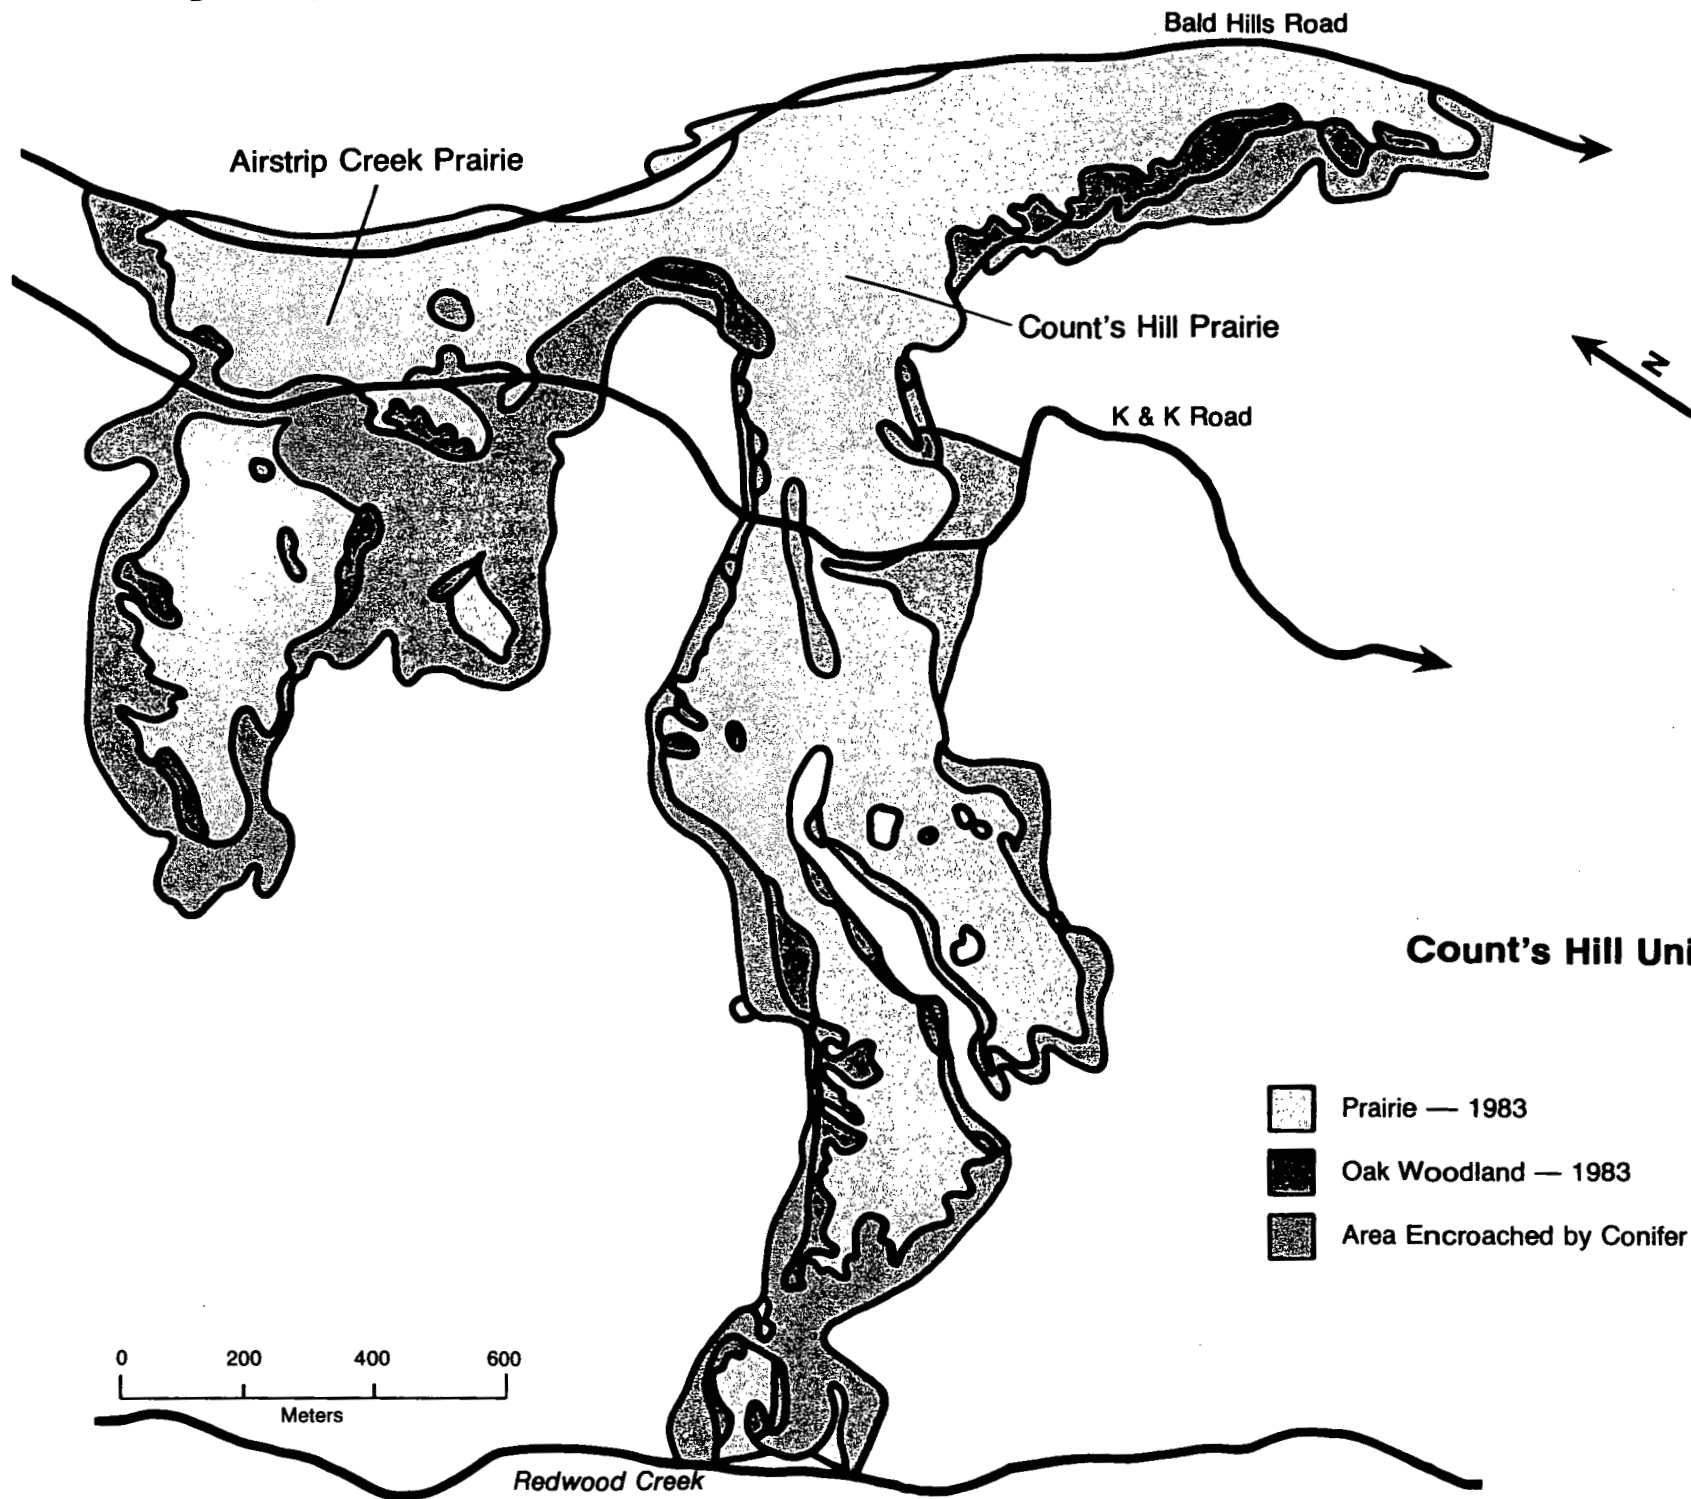 Bald Hills Road
Airstrip Creek Prairie
Count's Hill Prairie
N
K & K Road
Count's Hill Uni
Prairie — 1983
Oak Woodland — 1983
Area Encroached by Conifer
0 200 400 600
Meters
Redwood Creek